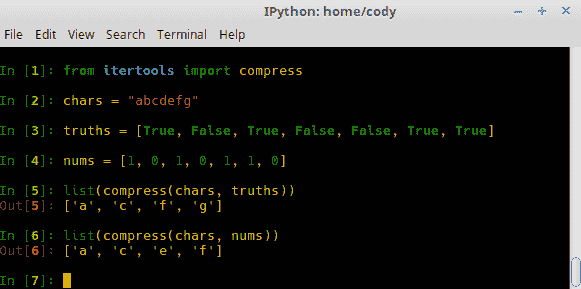 IPython: home/cody
File Edit View Search Terminal Help
In [1]: from itertools import compress
In [2]: chars = "abcdefg"
In [3]: truths = [True, False, True, False, False, True, True]
In [4]: nums = [1, 0, 1, 0, 1, 1, 0]
In [5]: list(compress(chars, truths))
Out[5]: ['a', 'c', 'f', 'g']
In [6]: list(compress(chars, nums))
Out[6]: ['a', 'c', 'e', 'f']
In [7]: